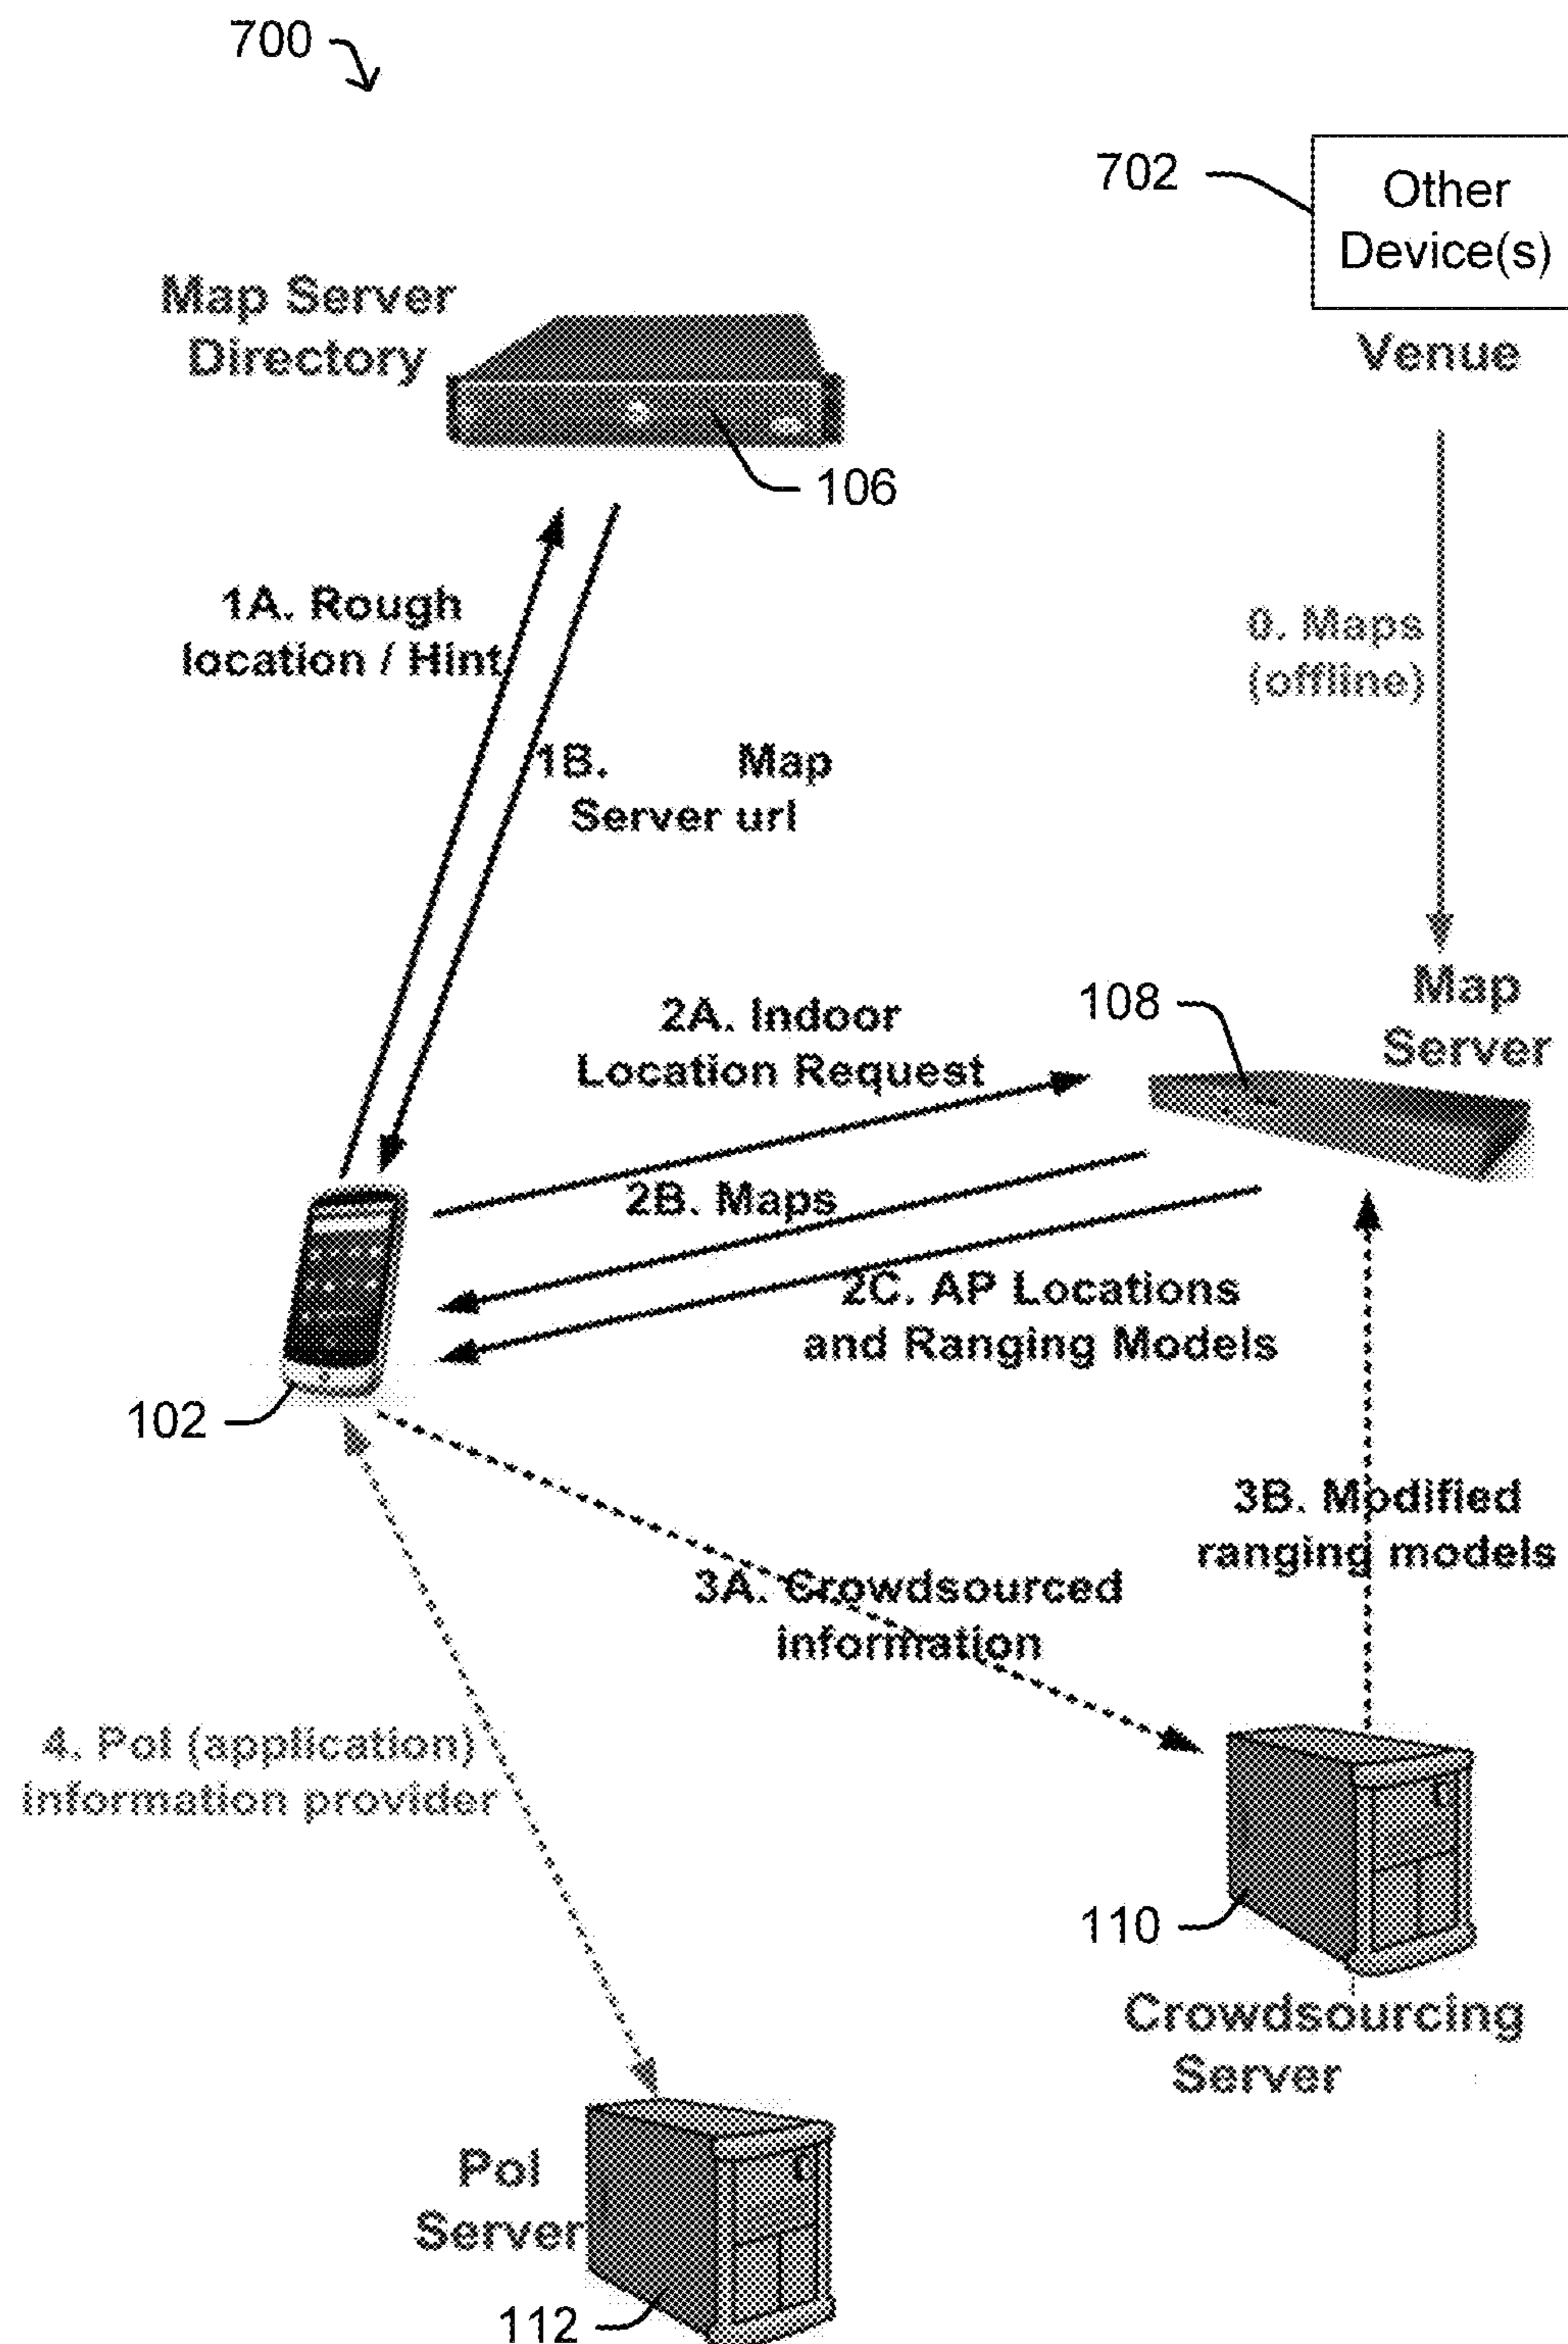 700
702
Other
Device(s)
Venue
Map Server
Directory
106
1A. Rough
location / Hint
0. Maps
(offline)
1B. Map
Server url
2A. Indoor
Location Request
108
Map
Server
2B. Maps
2C. AP Locations
and Ranging Models
102
3B. Modified
ranging models
3A. Crowdsourced
information
4. PoI (application)
information provider
110
Crowdsourcing
Server
PoI
Server
112